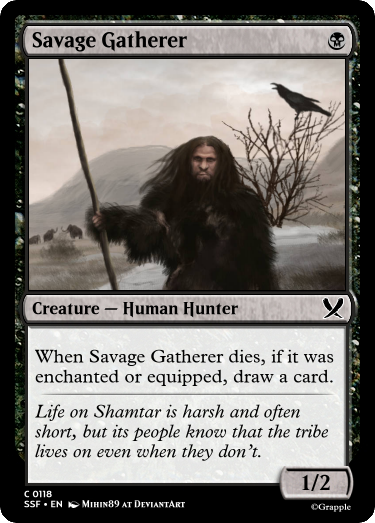 Savage Gatherer
Creature — Human Hunter
When Savage Gatherer dies, if it was
enchanted or equipped, draw a card.
Life on Shamtar is harsh and often
short, but its people know that the tribe
lives on even when they don't.
1/2
C 0118
SSF • EN Mihin89 at DeviantArt
©Grapple